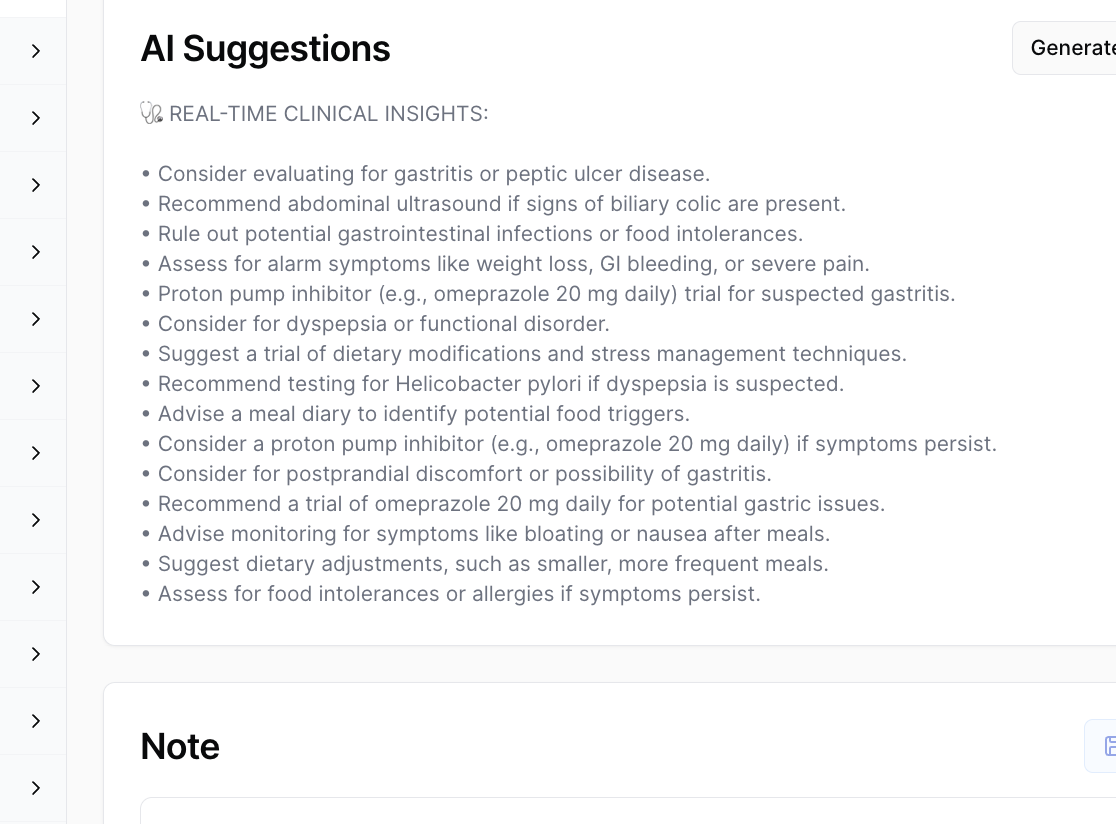 AI Suggestions
Generate
🩺 REAL-TIME CLINICAL INSIGHTS:
• Consider evaluating for gastritis or peptic ulcer disease.
• Recommend abdominal ultrasound if signs of biliary colic are present.
• Rule out potential gastrointestinal infections or food intolerances.
• Assess for alarm symptoms like weight loss, GI bleeding, or severe pain.
• Proton pump inhibitor (e.g., omeprazole 20 mg daily) trial for suspected gastritis.
• Consider for dyspepsia or functional disorder.
• Suggest a trial of dietary modifications and stress management techniques.
• Recommend testing for Helicobacter pylori if dyspepsia is suspected.
• Advise a meal diary to identify potential food triggers.
• Consider a proton pump inhibitor (e.g., omeprazole 20 mg daily) if symptoms persist.
• Consider for postprandial discomfort or possibility of gastritis.
• Recommend a trial of omeprazole 20 mg daily for potential gastric issues.
• Advise monitoring for symptoms like bloating or nausea after meals.
• Suggest dietary adjustments, such as smaller, more frequent meals.
• Assess for food intolerances or allergies if symptoms persist.
Note